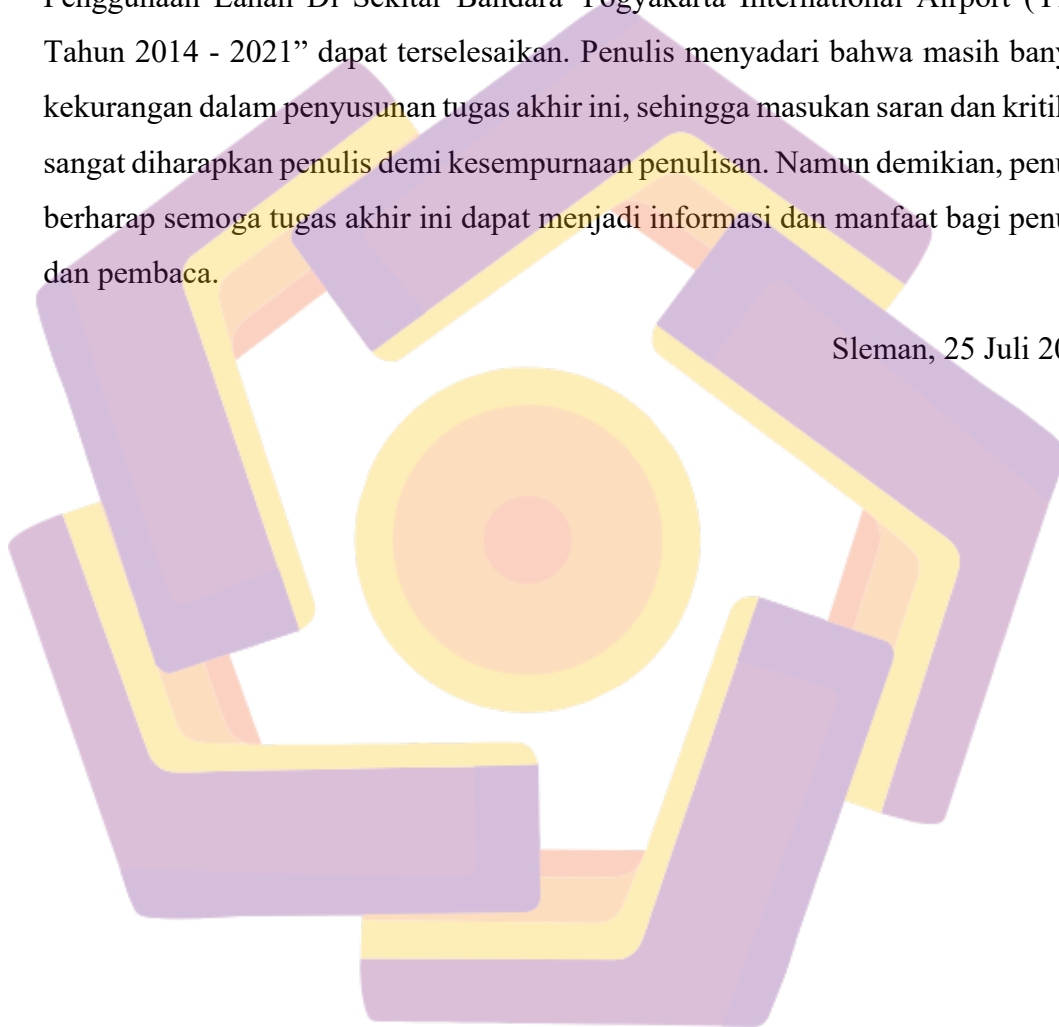 Penggunaan Lahan Di Sekitar Bandara Yogyakarta International Airport
Tahun 2014 - 2021” dapat terselesaikan. Penulis menyadari bahwa masih
kekurangan dalam penyusunan tugas akhir ini, sehingga masukan saran dan
sangat diharapkan penulis demi kesempurnaan penulisan. Namun demikian,
berharap semoga tugas akhir ini dapat menjadi informasi dan manfaat bagi
dan pembaca.
Sleman, 25 Juli